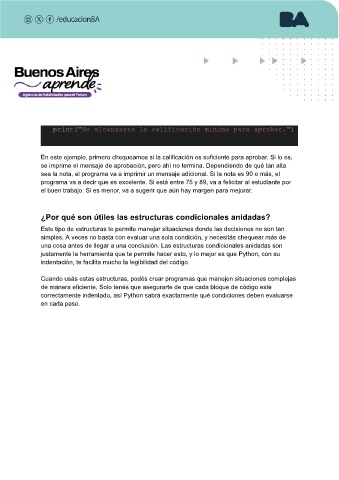 /educacionBA
BA
Buenos Aires
aprende
Agencia de Habilidades para el Futuro
print("No alcanzaste la calificación mínima para aprobar.")
En este ejemplo, primero chequeamos si la calificación es suficiente para aprobar. Si lo es,
se imprime el mensaje de aprobación, pero ahí no termina. Dependiendo de qué tan alta
sea la nota, el programa va a imprimir un mensaje adicional. Si la nota es 90 o más, el
programa va a decir que es excelente. Si está entre 75 y 89, va a felicitar al estudiante por
el buen trabajo. Si es menor, va a sugerir que aún hay margen para mejorar.
¿Por qué son útiles las estructuras condicionales anidadas?
Este tipo de estructuras te permite manejar situaciones donde las decisiones no son tan
simples. A veces no basta con evaluar una sola condición, y necesitás chequear más de
una cosa antes de llegar a una conclusión. Las estructuras condicionales anidadas son
justamente la herramienta que te permite hacer esto, y lo mejor es que Python, con su
indentación, te facilita mucho la legibilidad del código.
Cuando usás estas estructuras, podés crear programas que manejen situaciones complejas
de manera eficiente. Solo tenés que asegurarte de que cada bloque de código esté
correctamente indentado, así Python sabrá exactamente qué condiciones deben evaluarse
en cada paso.